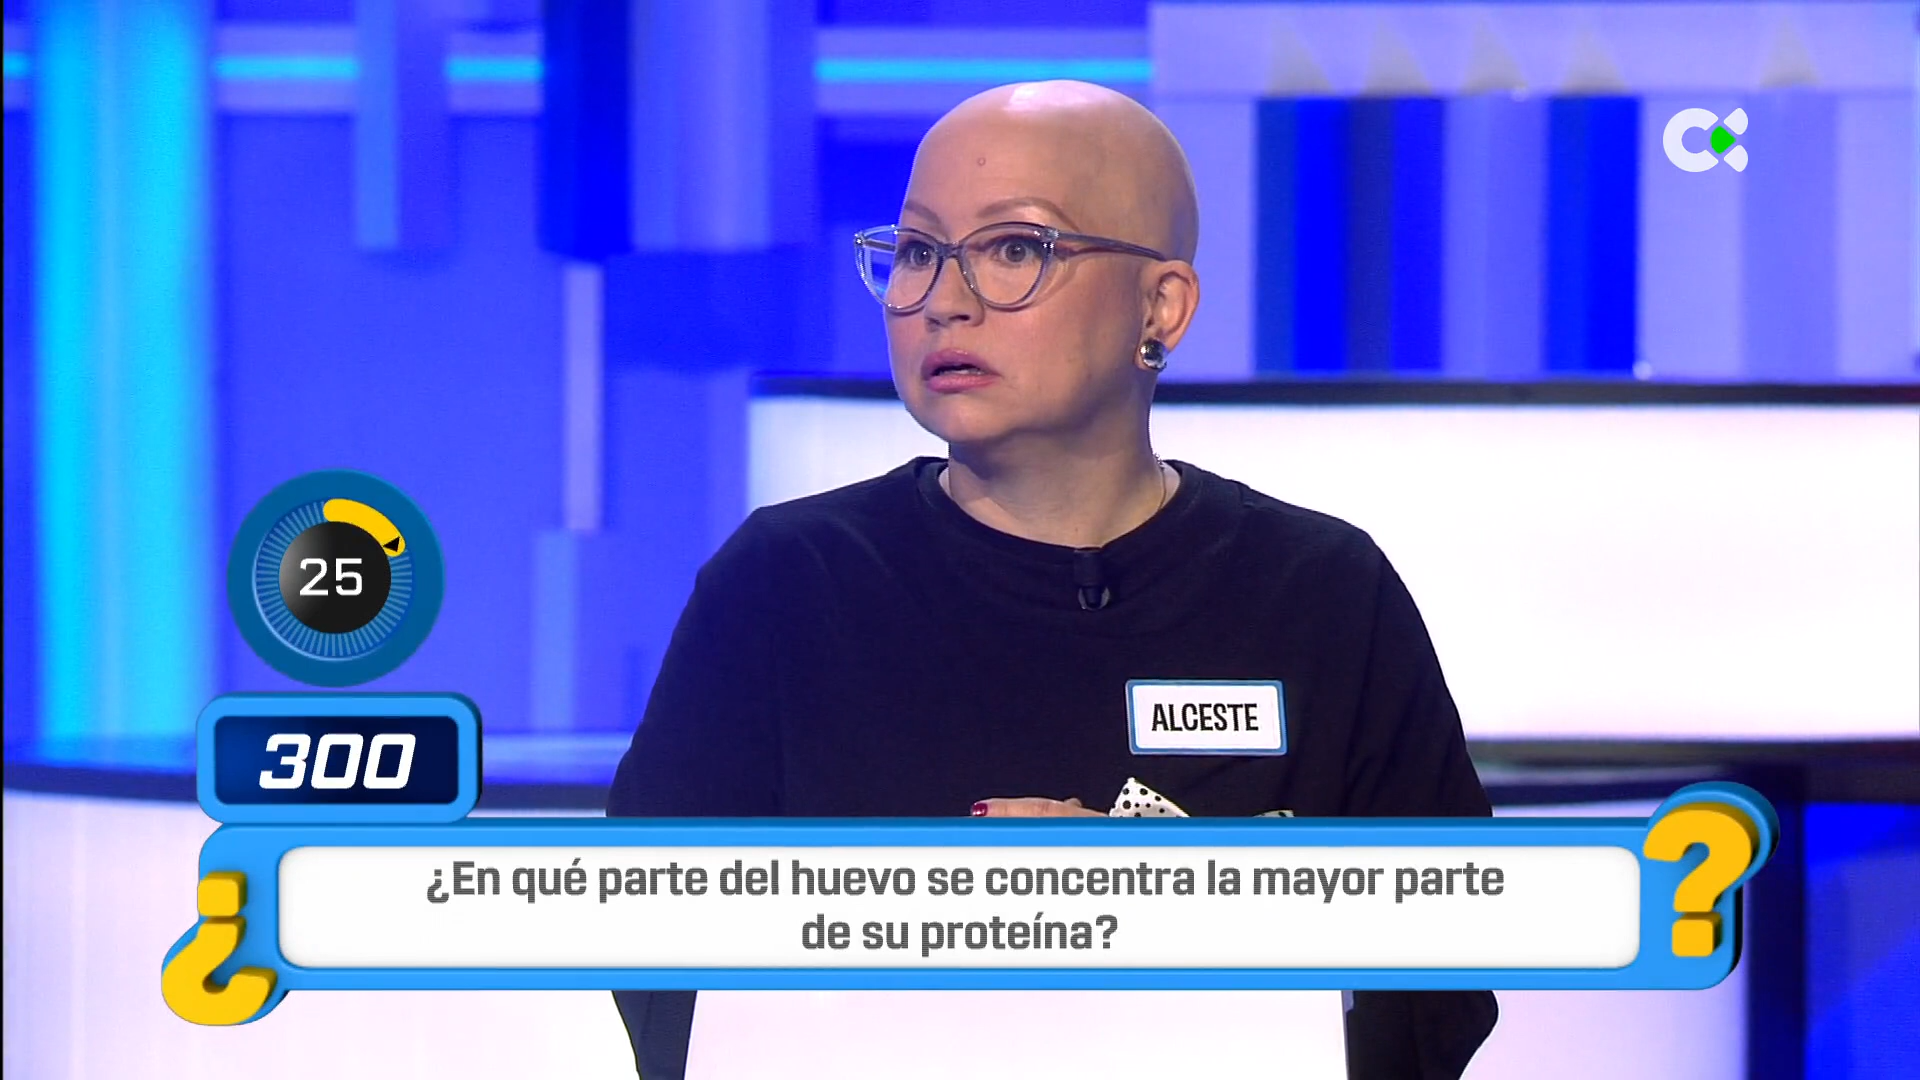 25
ALCESTE
300
¿En qué parte del huevo se concentra la mayor parte
de su proteína?